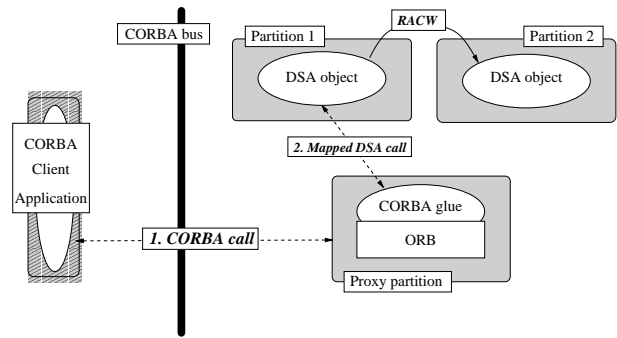 CORBA bus
Partition 1
RACW
Partition 2
DSA object
DSA object
CORBA
Client
Application
2. Mapped DSA call
CORBA glue
ORB
1. CORBA call
Proxy partition